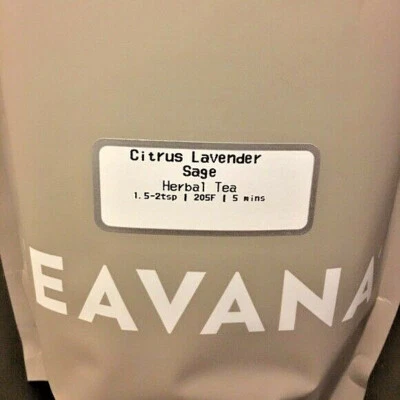 Citrus Lavender
Sage
Herbal Tea
1.5-2tsp | 205F | 5 mins
EAVANA